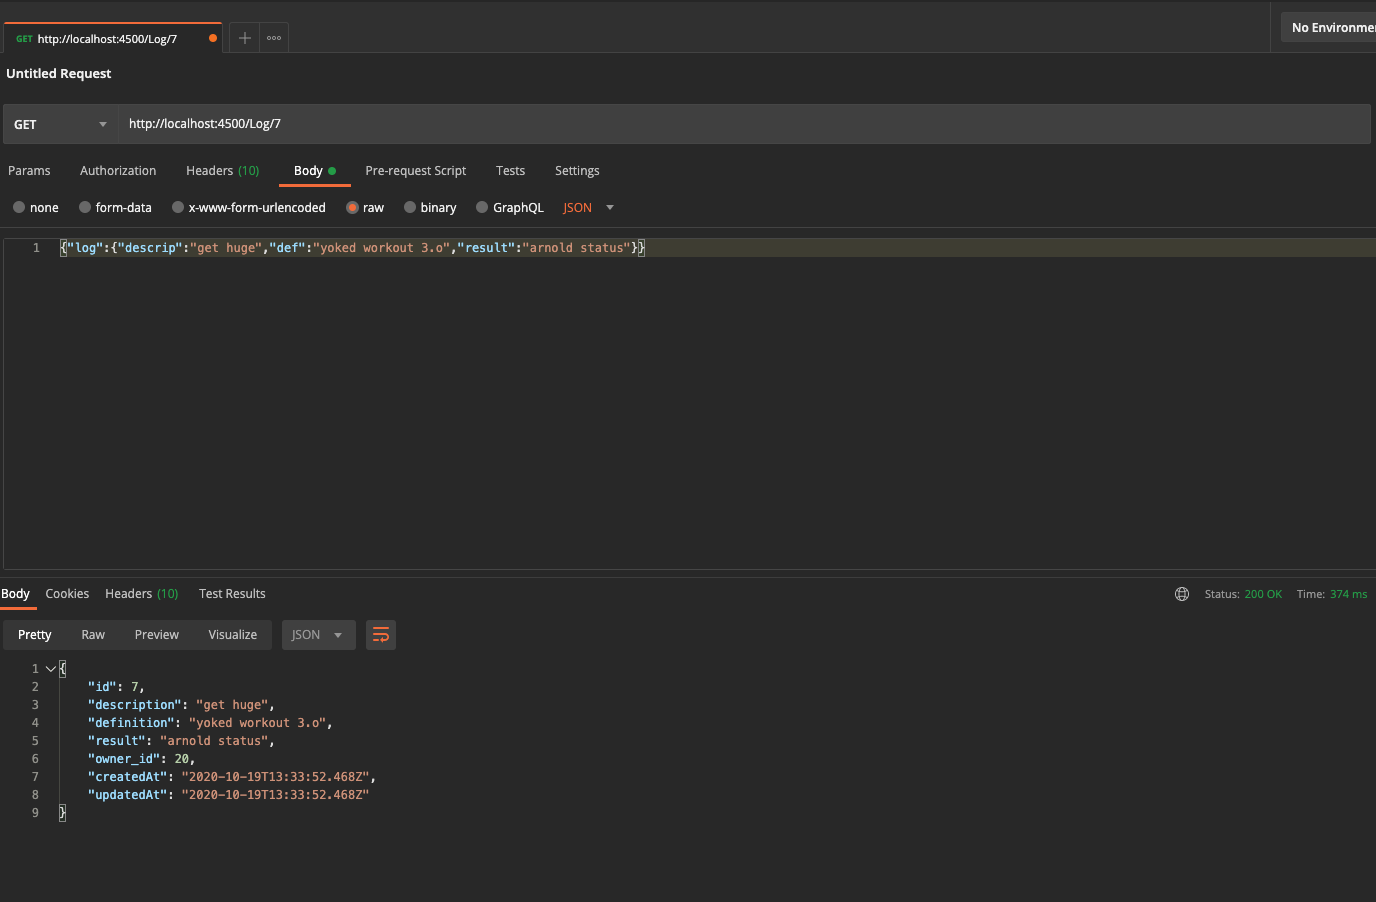 GET http://localhost:4500/Log/7 No Environme
Untitled Request
GET http://localhost:4500/Log/7
Params Authorization Headers (10) Body Pre-request Script Tests Settings
none form-data x-www-form-urlencoded raw binary GraphQL JSON
1 {"log":{"descrip":"get huge","def":"yoked workout 3.o","result":"arnold status"}}
Body Cookies Headers (10) Test Results Status: 200 OK Time: 374 ms
Pretty Raw Preview Visualize JSON
1 {
2 "id": 7,
3 "description": "get huge",
4 "definition": "yoked workout 3.o",
5 "result": "arnold status",
6 "owner_id": 20,
7 "createdAt": "2020-10-19T13:33:52.468Z",
8 "updatedAt": "2020-10-19T13:33:52.468Z"
9 }